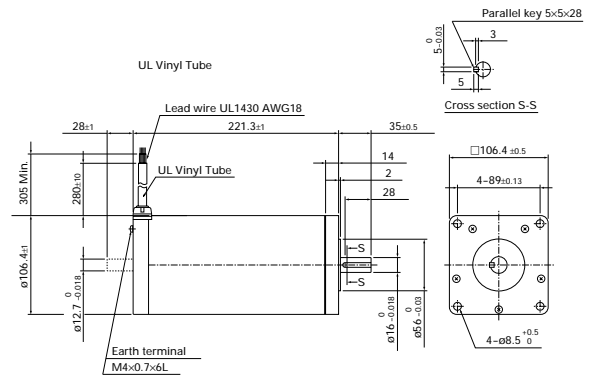 Parallel key 5×5×28
3
0
5-0.03
5
Cross section S-S
UL Vinyl Tube
Lead wire UL1430 AWG18
28±1
221.3±1
35±0.5
14
2
28
UL Vinyl Tube
305 Min.
280±10
ø106.4±1
0
ø12.7 -0.018
S
S
0
ø16 -0.018
0
ø56 -0.03
Earth terminal
M4×0.7×6L
□106.4 ±0.5
4-89±0.13
4-ø8.5 +0.5
0